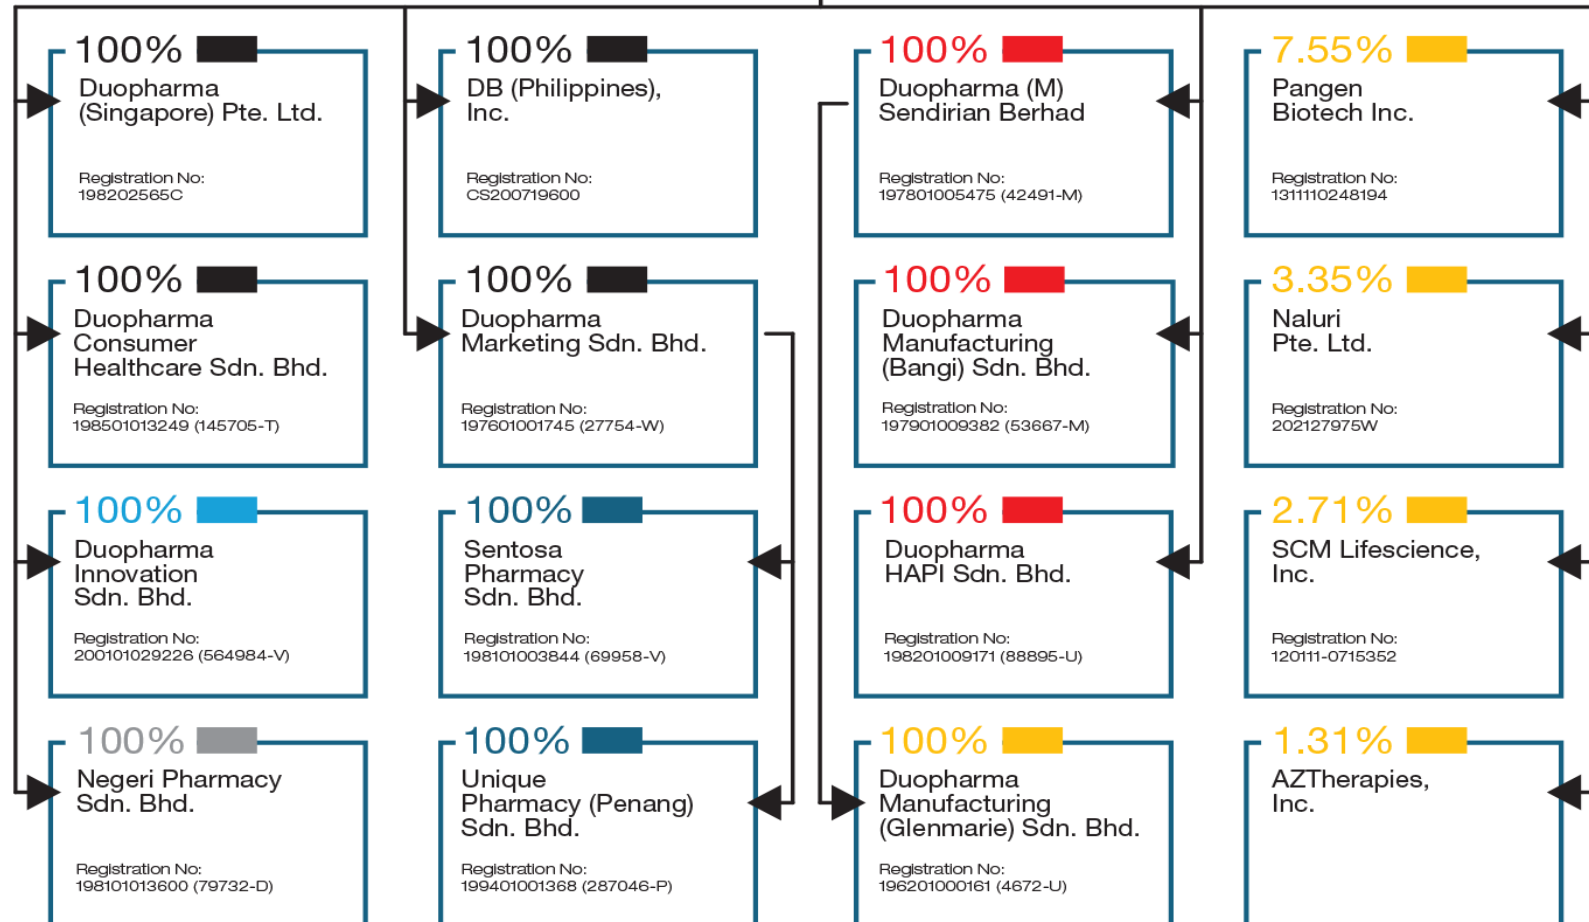 100%
Duopharma
(Singapore) Pte. Ltd.
Registration No:
198202565C
100%
DB (Philippines),
Inc.
Registration No:
CS200719600
100%
Duopharma (M)
Sendirian Berhad
Registration No:
197801005475 (42491-M)
7.55%
Pangen
Biotech Inc.
Registration No:
1311110248194
100%
Duopharma
Consumer
Healthcare Sdn. Bhd.
Registration No:
198501013249 (145705-T)
100%
Duopharma
Marketing Sdn. Bhd.
Registration No:
197601001745 (27754-W)
100%
Duopharma
Manufacturing
(Bangi) Sdn. Bhd.
Registration No:
197901009382 (53667-M)
3.35%
Naluri
Pte. Ltd.
Registration No:
202127975W
100%
Duopharma
Innovation
Sdn. Bhd.
Registration No:
200101029226 (564984-V)
100%
Sentosa
Pharmacy
Sdn. Bhd.
Registration No:
198101003844 (69958-V)
100%
Duopharma
HAPI Sdn. Bhd.
Registration No:
198201009171 (88895-U)
2.71%
SCM Lifescience,
Inc.
Registration No:
120111-0715352
100%
Negeri Pharmacy
Sdn. Bhd.
Registration No:
198101013600 (79732-D)
100%
Unique
Pharmacy (Penang)
Sdn. Bhd.
Registration No:
199401001368 (287046-P)
100%
Duopharma
Manufacturing
(Glenmarie) Sdn. Bhd.
Registration No:
196201000161 (4672-U)
1.31%
AZTherapies,
Inc.